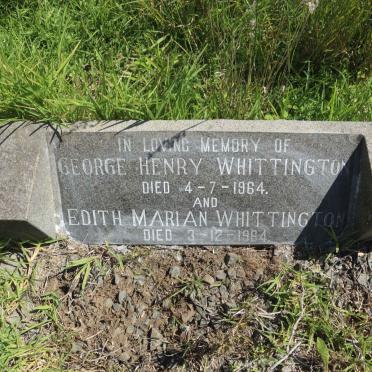 IN LOVING MEMORY OF
GEORGE HENRY WHITTINGTON
DIED 4-7-1964.
AND
EDITH MARIAN WHITTINGTON
DIED 3-12-1984